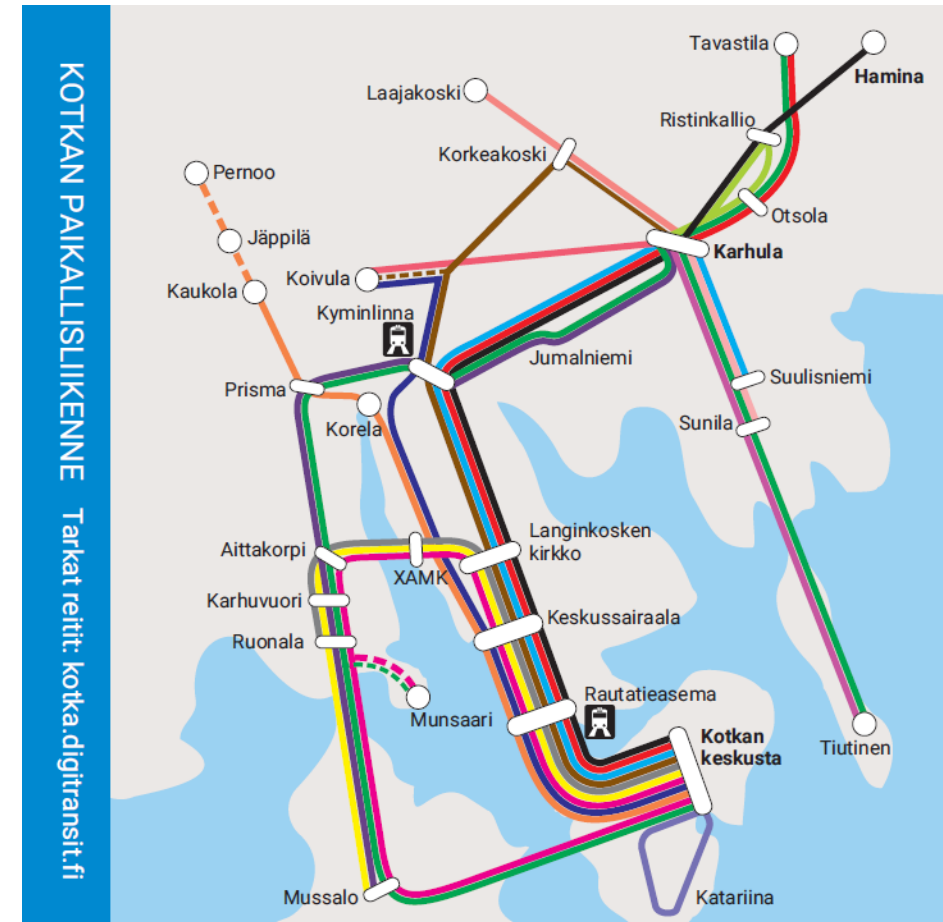 KOTKAN PAIKALLISLIIKENNE Tarkat reitit: kotka.digitransit.fi
Tavastila
Hamina
Laajakoski
Ristinkallio
Korkeakoski
Pernoo
Otsola
Jäppilä
Karhula
Koivula
Kaukola
Kyminlinna
Jumalniemi
Suulisniemi
Prisma
Korela
Sunila
Langinkosken
kirkko
Aittakorpi
XAMK
Karhuvuori
Keskussairaala
Ruonala
Rautatieasema
Munsaari
Kotkan
keskusta
Tiutinen
Mussalo
Katariina